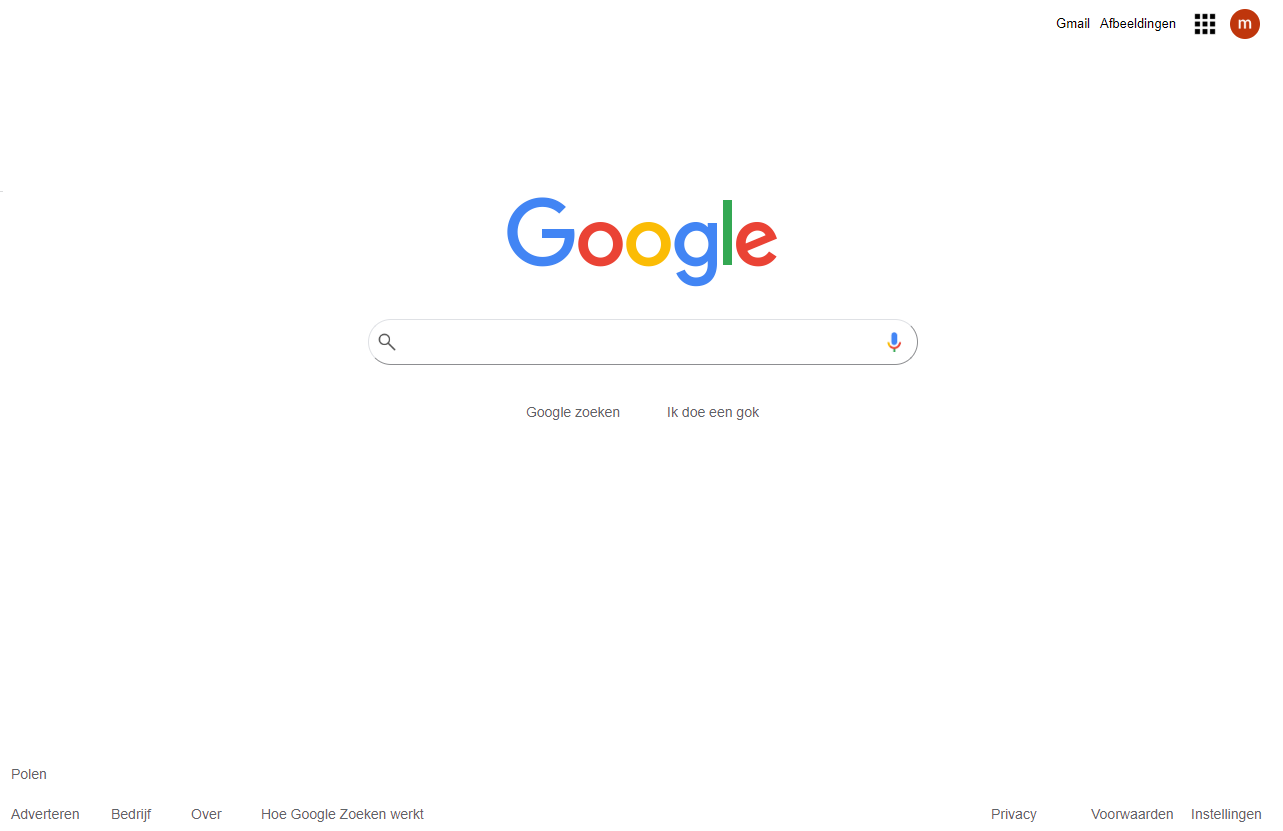 Gmail Afbeeldingen m
Google
Google zoeken Ik doe een gok
Polen
Adverteren Bedrijf Over Hoe Google Zoeken werkt Privacy Voorwaarden Instellingen